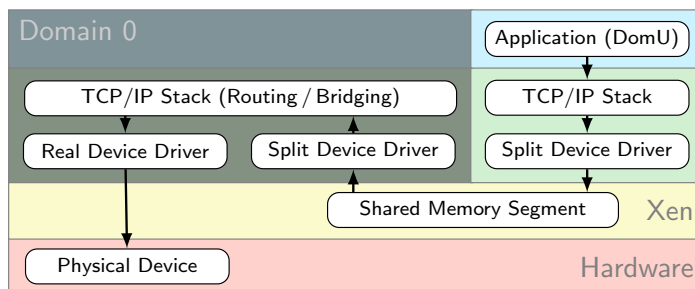 Domain 0
Application (DomU)
TCP/IP Stack (Routing / Bridging)
TCP/IP Stack
Real Device Driver
Split Device Driver
Split Device Driver
Shared Memory Segment
Xen
Physical Device
Hardware